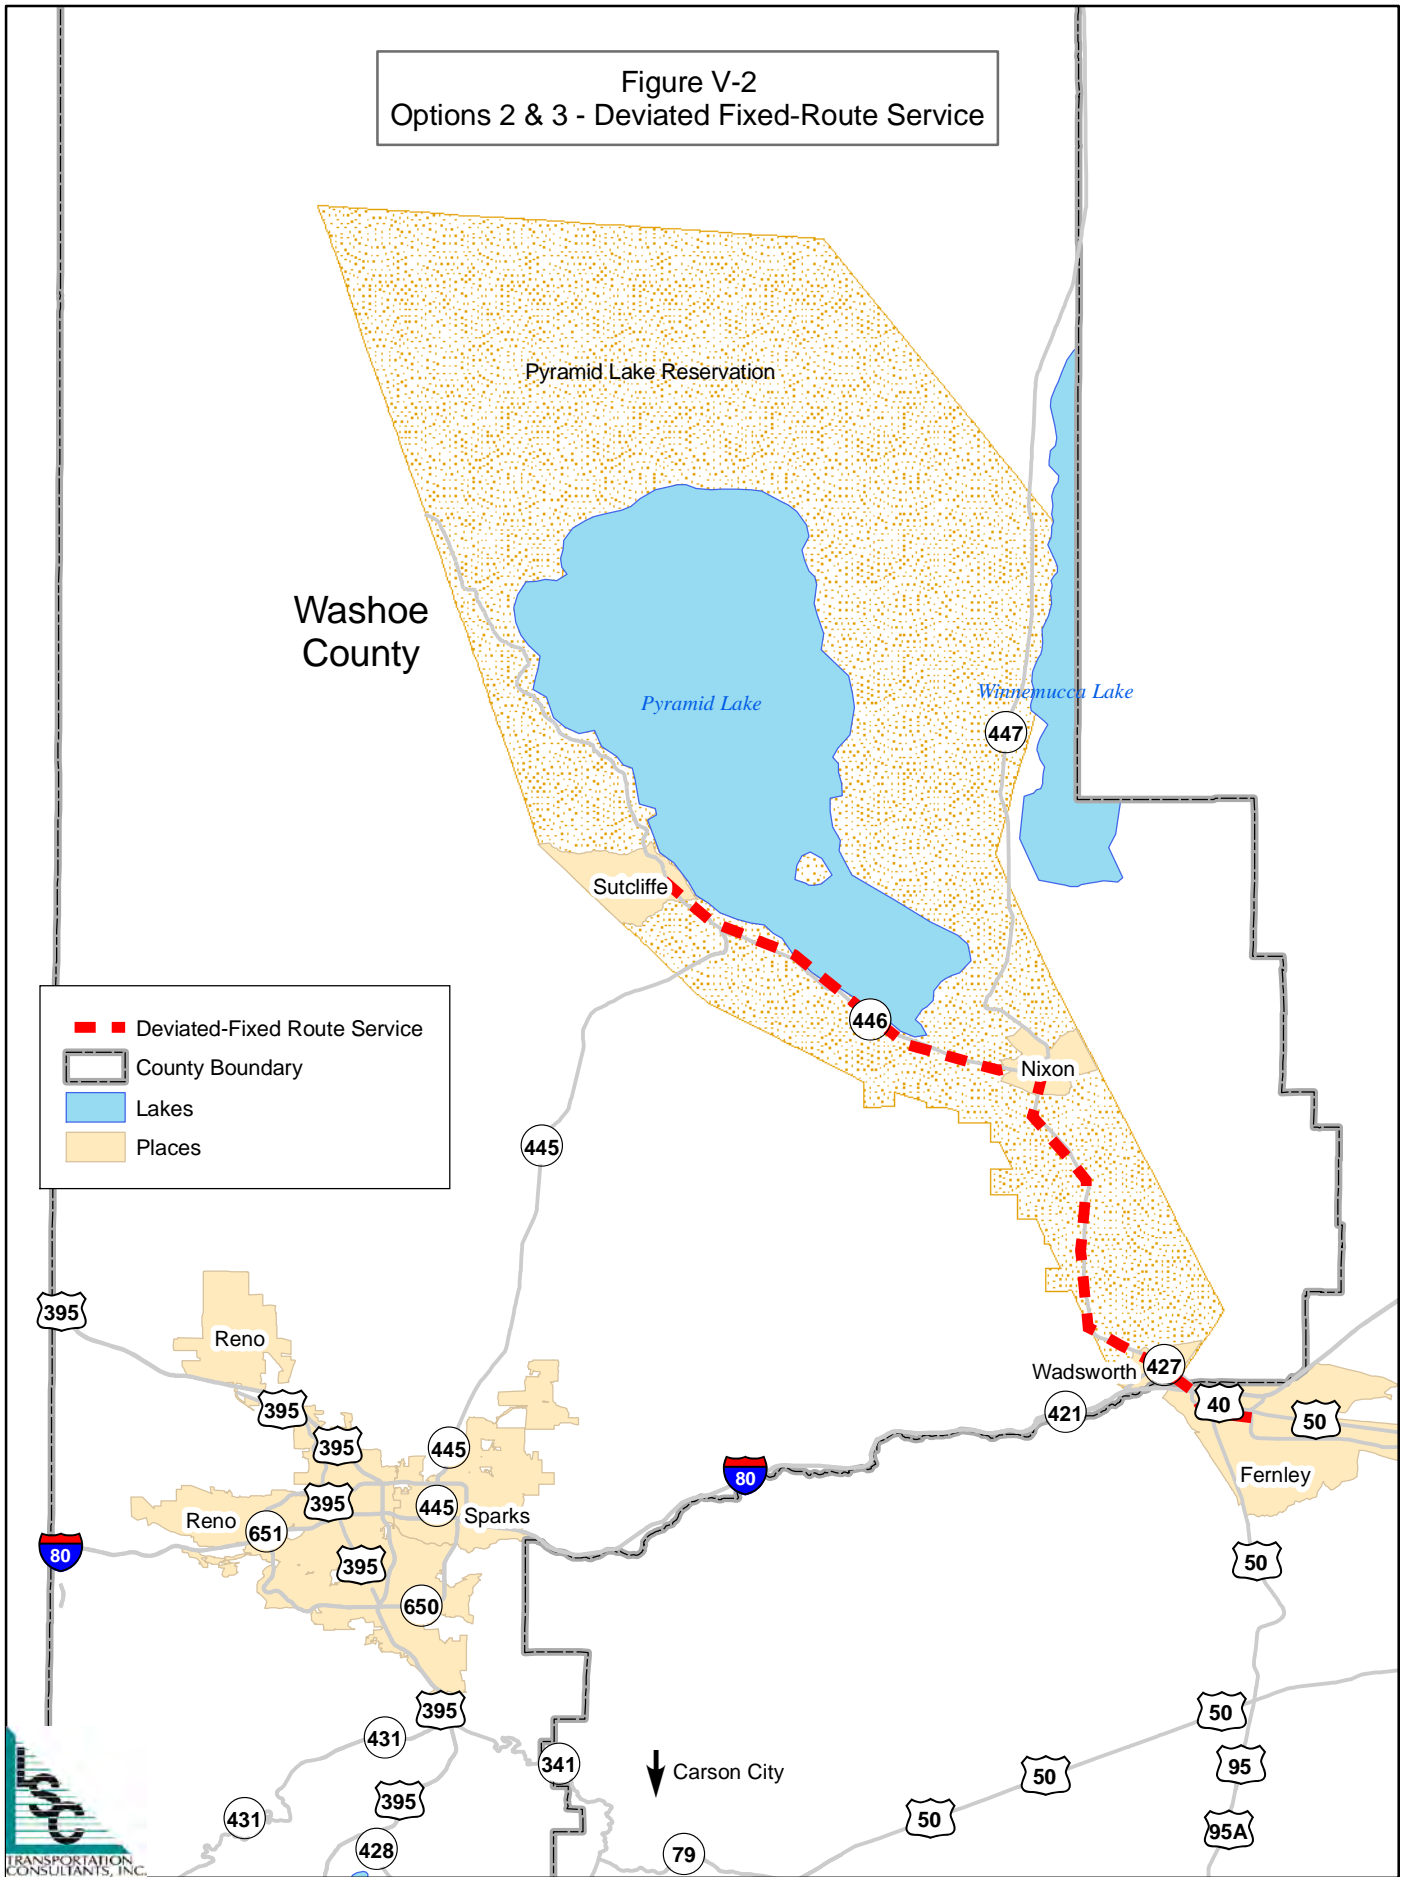 Figure V-2
Options 2 & 3 - Deviated Fixed-Route Service
Pyramid Lake Reservation
Washoe
County
Pyramid Lake
Winnemucca Lake
447
Sutcliffe
446
Nixon
Deviated-Fixed Route Service
County Boundary
Lakes
Places
445
395
Reno
Wadsworth
427
395
421
40
50
395
445
80
Fernley
395
445
Sparks
Reno
651
80
395
50
650
395
50
431
341
Carson City
95
50
395
431
50
95A
428
79
LSC
TRANSPORTATION
CONSULTANTS, INC.